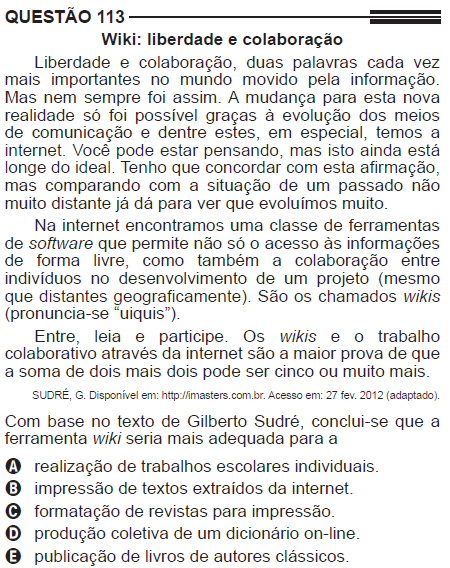 QUESTÃO 113
Wiki: liberdade e colaboração
Liberdade e colaboração, duas palavras cada vez
mais importantes no mundo movido pela informação.
Mas nem sempre foi assim. A mudança para esta nova
realidade só foi possível graças à evolução dos meios
de comunicação e dentre estes, em especial, temos a
internet. Você pode estar pensando, mas isto ainda está
longe do ideal. Tenho que concordar com esta afirmação,
mas comparando com a situação de um passado não
muito distante já dá para ver que evoluímos muito.
Na internet encontramos uma classe de ferramentas
de software que permite não só o acesso às informações
de forma livre, como também a colaboração entre
indivíduos no desenvolvimento de um projeto (mesmo
que distantes geograficamente). São os chamados wikis
(pronuncia-se “uiquis”).
Entre, leia e participe. Os wikis e o trabalho
colaborativo através da internet são a maior prova de que
a soma de dois mais dois pode ser cinco ou muito mais.
SUDRÉ, G. Disponível em: http://imasters.com.br. Acesso em: 27 fev. 2012 (adaptado).
Com base no texto de Gilberto Sudré, conclui-se que a
ferramenta wiki seria mais adequada para a
A realização de trabalhos escolares individuais.
B impressão de textos extraídos da internet.
C formatação de revistas para impressão.
D produção coletiva de um dicionário on-line.
E publicação de livros de autores clássicos.